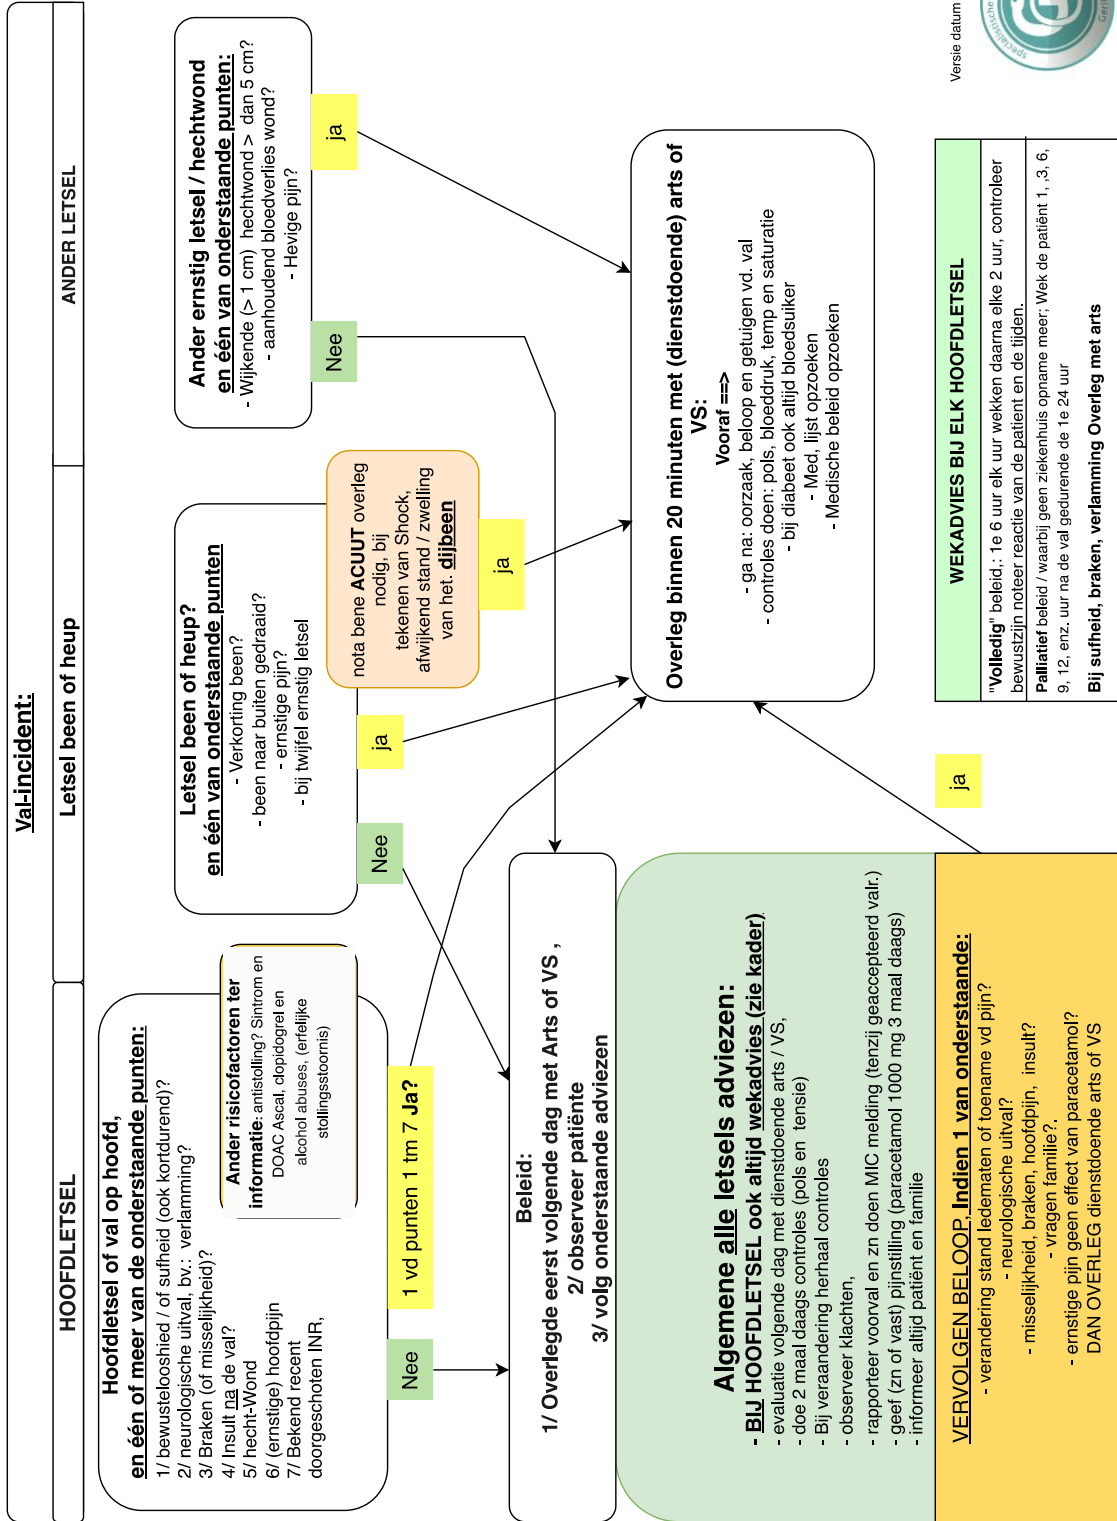 Val-incident:
HOOFDLETSEL
Letsel been of heup
ANDER LETSEL
Hoofdletsel of val op hoofd,
en één of meer van de onderstaande punten:
1/ bewustelooshied / of sufheid (ook kortdurend)?
2/ neurologische uitval, bv.: verlamming?
3/ Braken (of misselijkheid)?
4/ Insult na de val?
5/ hecht-Wond
6/ (ernstige) hoofdpijn
7/ Bekend recent
doorgeschoten INR,
Ander risicofactoren ter
informatie: antistolling? Sintrom en
DOAC Ascal, clopidogrel en
alcohol abuses, (erfelijke
stollingsstoornis)
Nee
1 vd punten 1 tm 7 Ja?
Letsel been of heup?
en één van onderstaande punten
- Verkorting been?
- been naar buiten gedraaid?
- ernstige pijn?
- bij twijfel ernstig letsel
Nee
ja
nota bene ACUUT overleg
nodig, bij
tekenen van Shock,
afwijkend stand / zwelling
van het. dijbeen
ja
Ander ernstig letsel / hechtwond
en één van onderstaande punten:
- Wijkende (> 1 cm) hechtwond > dan 5 cm?
- aanhoudend bloedverlies wond?
- Hevige pijn?
Nee
ja
Beleid:
1/ Overlegde eerst volgende dag met Arts of VS ,
2/ observeer patiënte
3/ volg onderstaande adviezen
Overleg binnen 20 minuten met (dienstdoende) arts of
VS:
Vooraf ==>
- ga na: oorzaak, beloop en getuigen vd. val
- controles doen: pols, bloeddruk, temp en saturatie
- bij diabeet ook altijd bloedsuiker
- Med, lijst opzoeken
- Medische beleid opzoeken
Algemene alle letsels adviezen:
- BIJ HOOFDLETSEL ook altijd wekadvies (zie kader)
- evaluatie volgende dag met dienstdoende arts / VS,
- doe 2 maal daags controles (pols en tensie)
- Bij verandering herhaal controles
- observeer klachten,
- rapporteer voorval en zn doen MIC melding (tenzij geaccepteerd valr.)
- geef (zn of vast) pijnstilling (paracetamol 1000 mg 3 maal daags)
- informeer altijd patiënt en familie
VERVOLGEN BELOOP, Indien 1 van onderstaande:
- verandering stand ledematen of toename vd pijn?
- neurologische uitval?
- misselijkheid, braken, hoofdpijn, insult?
- vragen familie?.
- ernstige pijn geen effect van paracetamol?
DAN OVERLEG dienstdoende arts of VS
ja
WEKADVIES BIJ ELK HOOFDLETSEL
"Volledig" beleid,: 1e 6 uur elk uur wekken daarna elke 2 uur, controleer
bewustzijn noteer reactie van de patient en de tijden.
Palliatief beleid / waarbij geen ziekenhuis opname meer; Wek de patiënt 1, ,3, 6,
9, 12, enz. uur na de val gedurende de 1e 24 uur
Bij sufheid, braken, verlamming Overleg met arts
Versie datum
specialistische